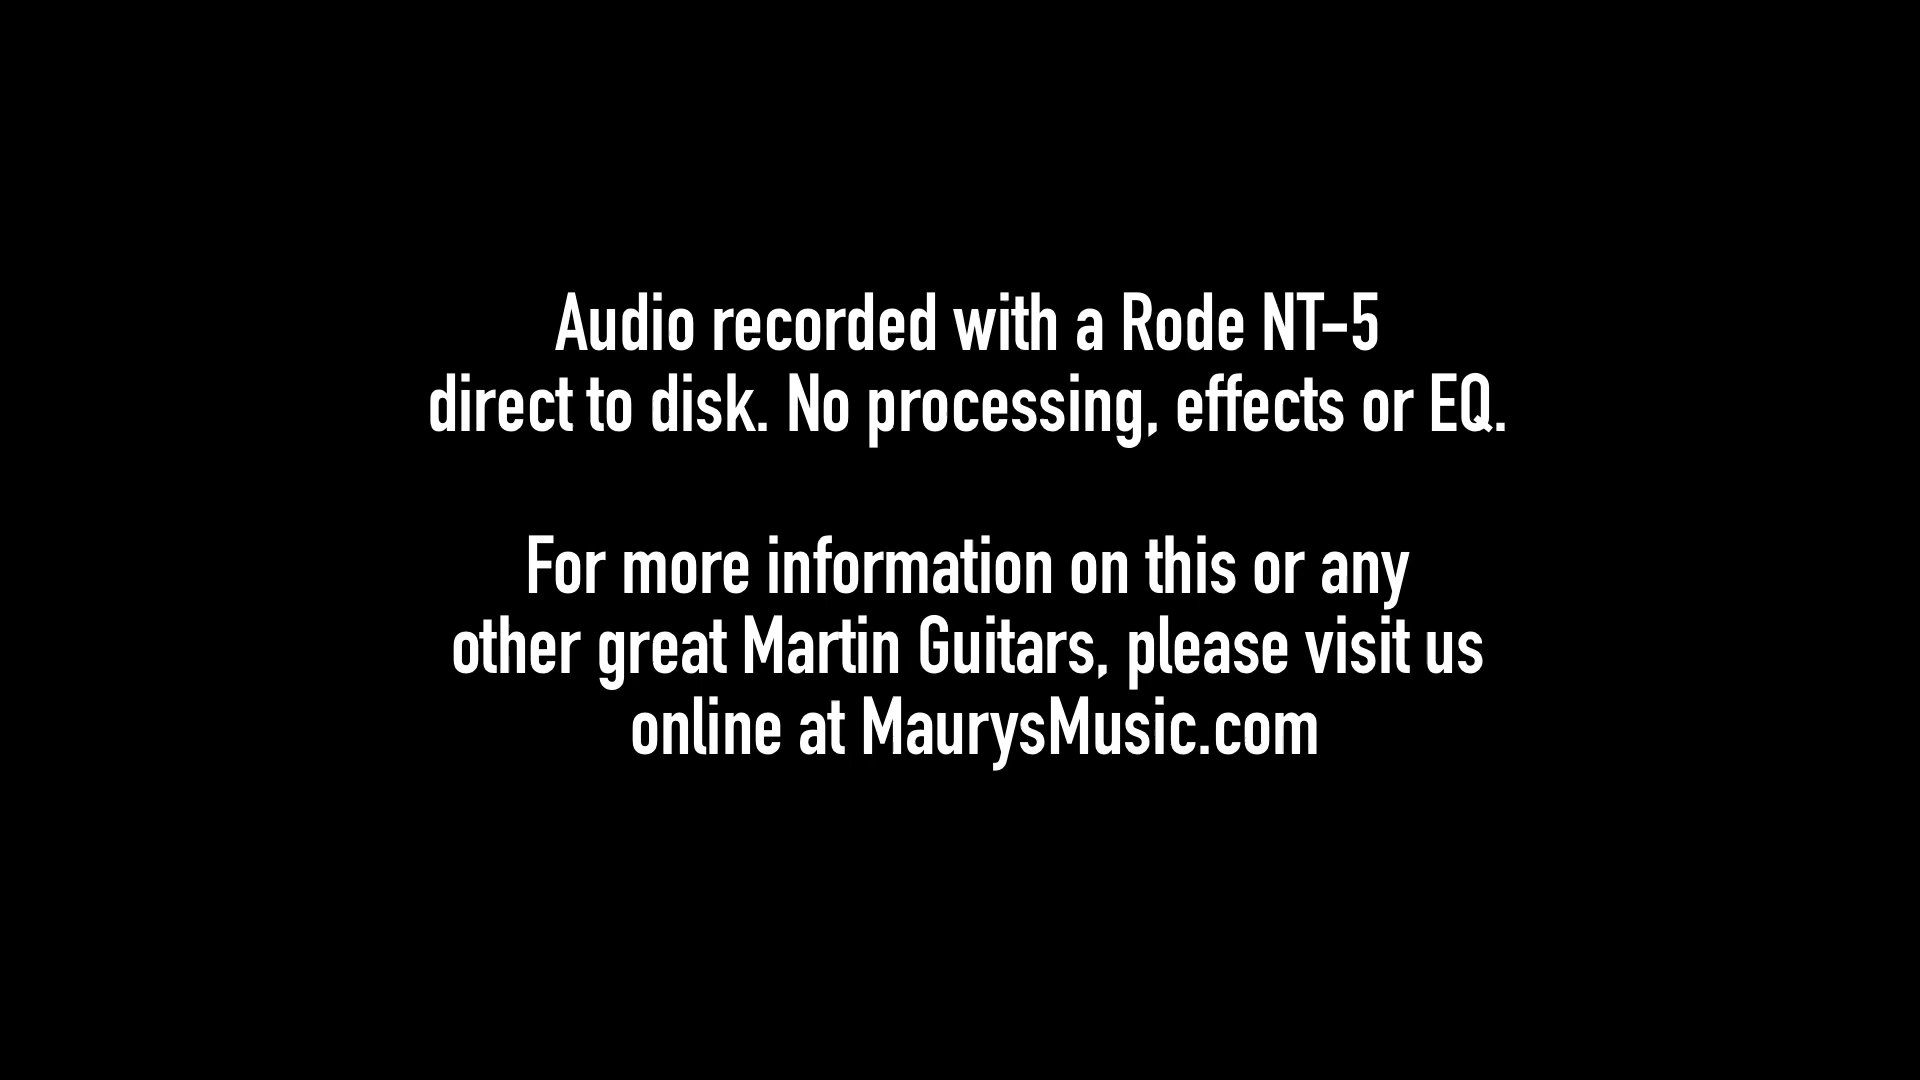 Audio recorded with a Rode NT-5
direct to disk. No processing, effects or EQ.
For more information on this or any
other great Martin Guitars, please visit us
online at MaurysMusic.com